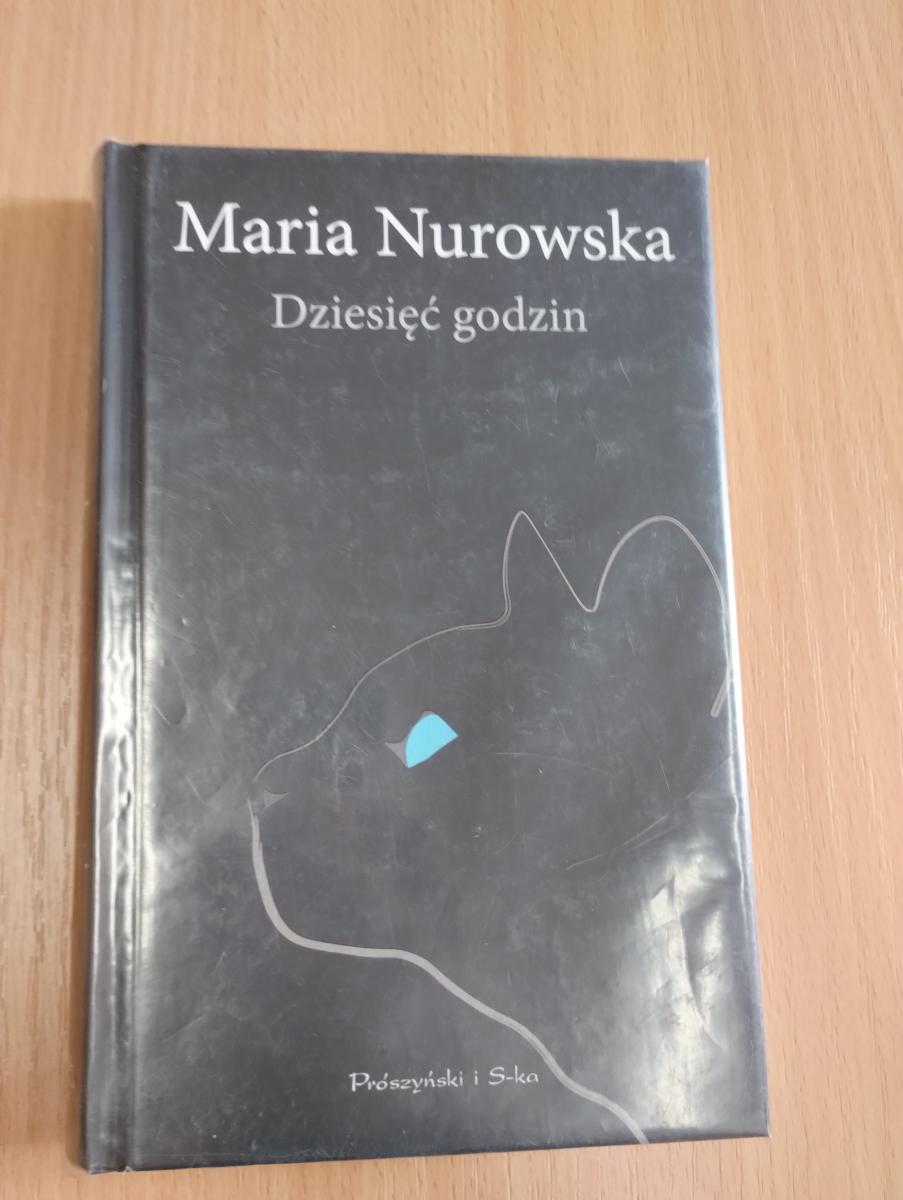 Maria Nurowska
Dziesięć godzin
Prószyński i S-ka